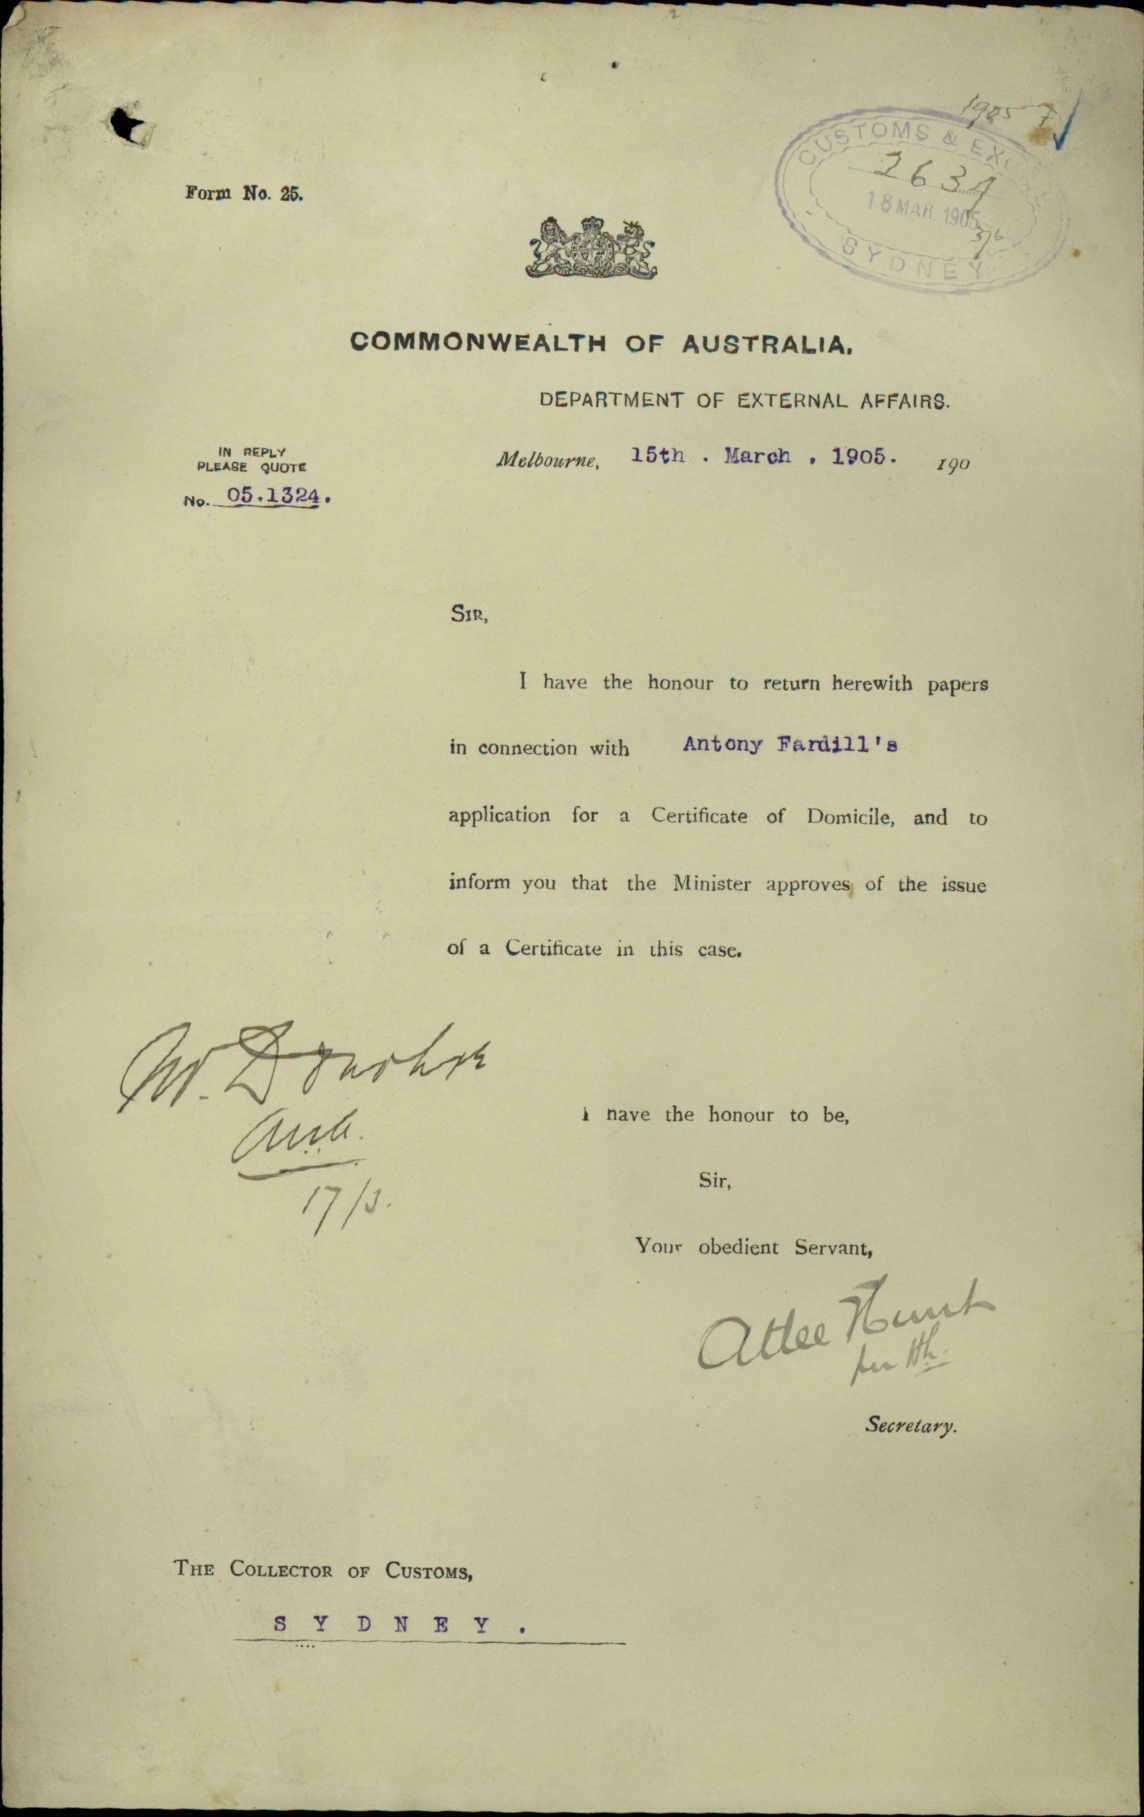 1905 7
CUSTOMS & EX
2634
18 MAR 1905
SYDNEY
Form No. 25.
COMMONWEALTH OF AUSTRALIA.
DEPARTMENT OF EXTERNAL AFFAIRS.
IN REPLY
PLEASE QUOTE
No. 05.1324.
Melbourne, 15th . March . 1905. 190
SIR,
I have the honour to return herewith papers
in connection with Antony Fardill's
application for a Certificate of Domicile, and to
inform you that the Minister approves of the issue
of a Certificate in this case.
Mr. Donohoe
17/3.
I have the honour to be,
Sir,
Your obedient Servant,
Atlee Hunt
per
Secretary.
THE COLLECTOR OF CUSTOMS,
S Y D N E Y .